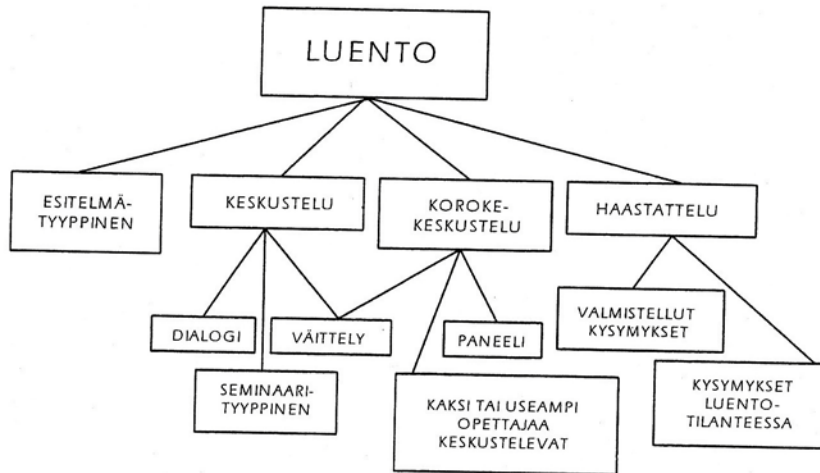 LUENTO
ESITELMÄ-
TYYPPINEN
KESKUSTELU
KOROKE-
KESKUSTELU
HAASTATTELU
DIALOGI
VÄITTELY
PANEELI
VALMISTELLUT
KYSYMYKSET
SEMINAARI-
TYYPPINEN
KAKSI TAI USEAMPI
OPETTAJAA
KESKUSTELEVAT
KYSYMYKSET
LUENTO-
TILANTEESSA